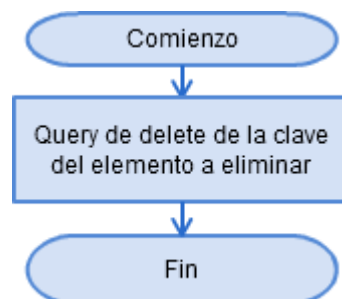 Comienzo
Query de delete de la clave
del elemento a eliminar
Fin